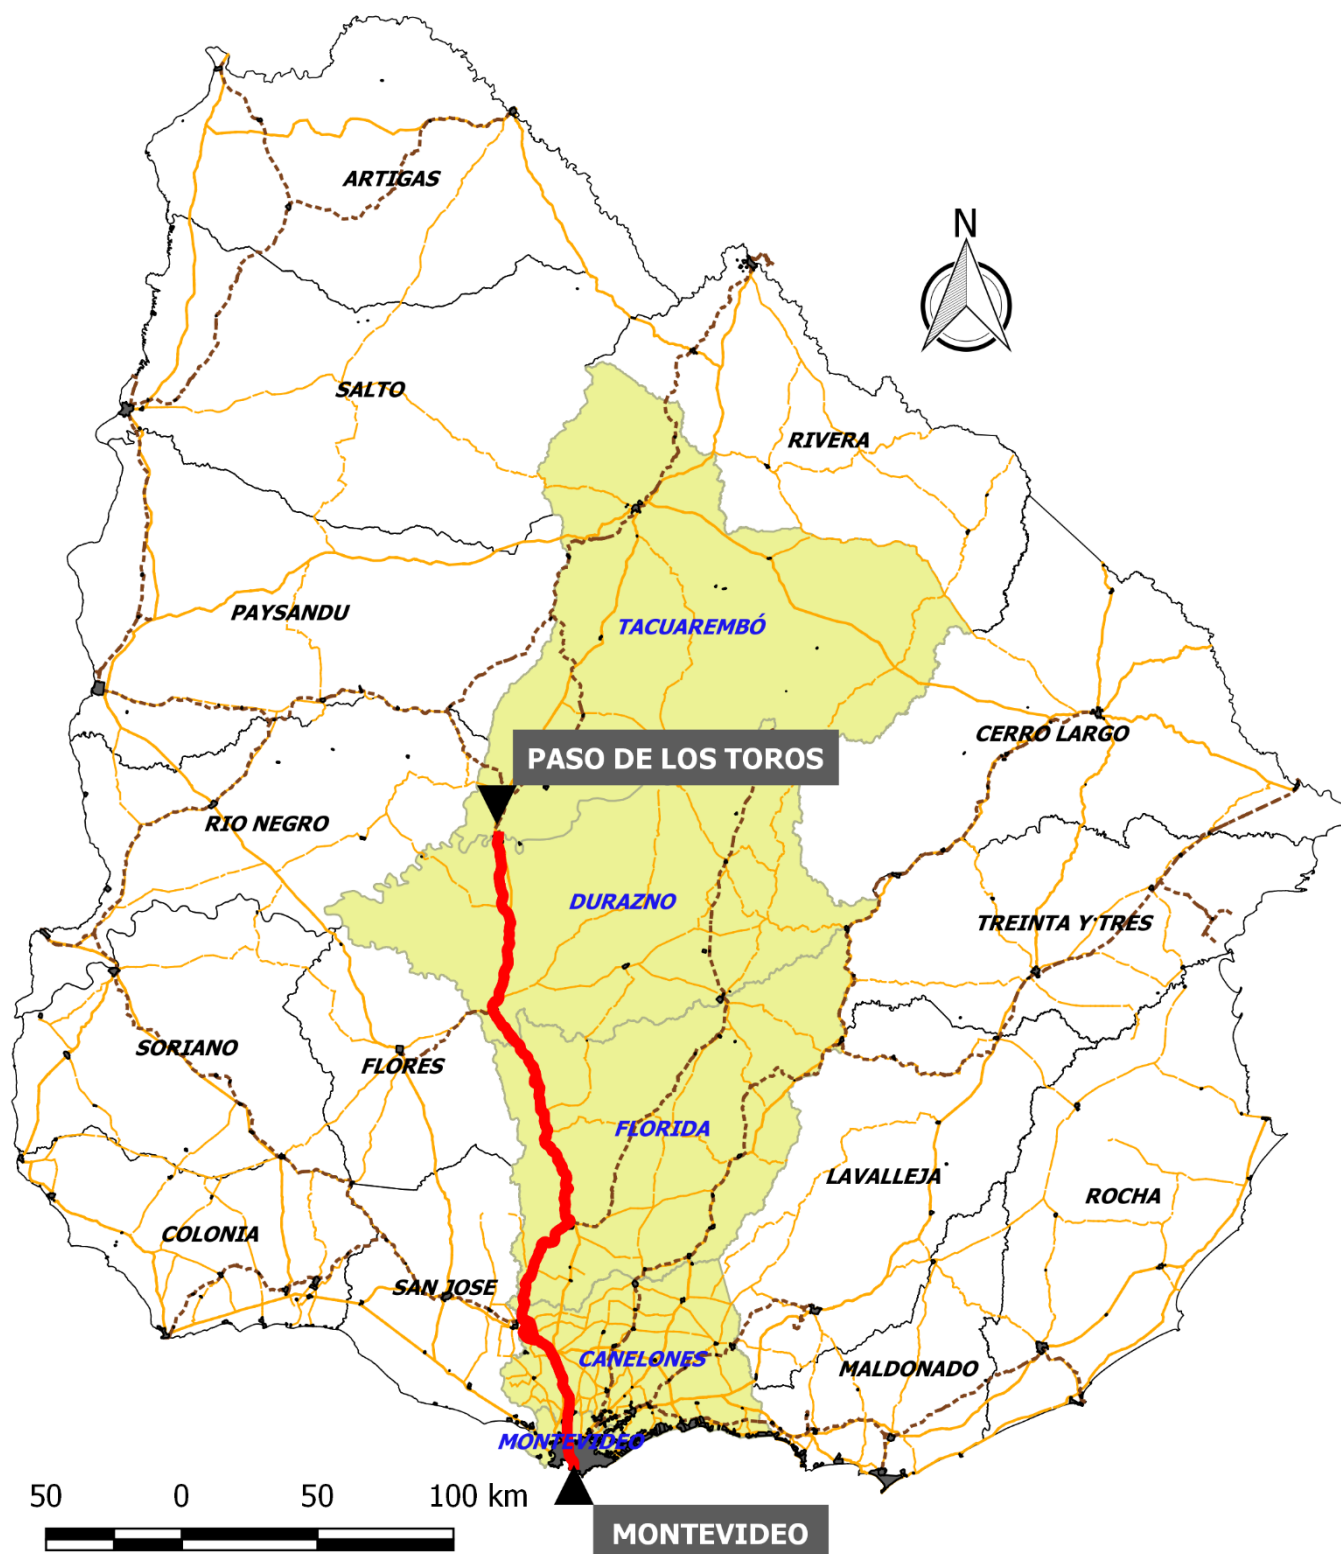 ARTIGAS
N
SALTO
RIVERA
PAYSANDU
TACUAREMBÓ
CERRO LARGO
PASO DE LOS TOROS
RIO NEGRO
DURAZNO
TREINTA Y TRES
SORIANO
FLORES
FLORIDA
LAVALLEJA
ROCHA
COLONIA
SAN JOSE
CANELONES
MALDONADO
MONTEVIDEO
50 0 50 100 km
MONTEVIDEO